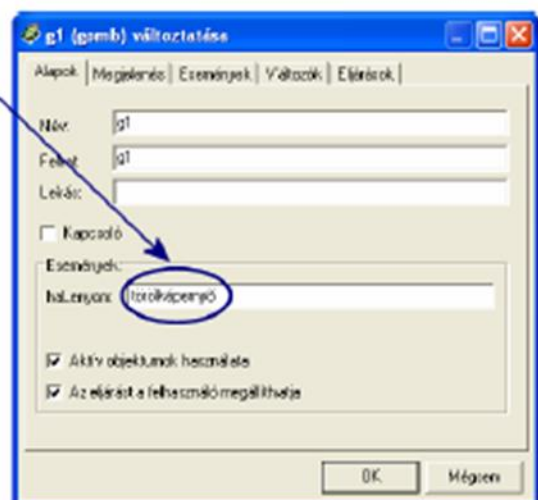 g1 (gomb) változtatása
Alapok Megjelenés Események Változók Eljárások
Név: g1
Felirat g1
Leírás:
Kapcsoló
Események:
haLenyom: törölképernyő
Aktív objektumok használata
Az eljárást a felhasználó megállíthatja
OK Mégsem